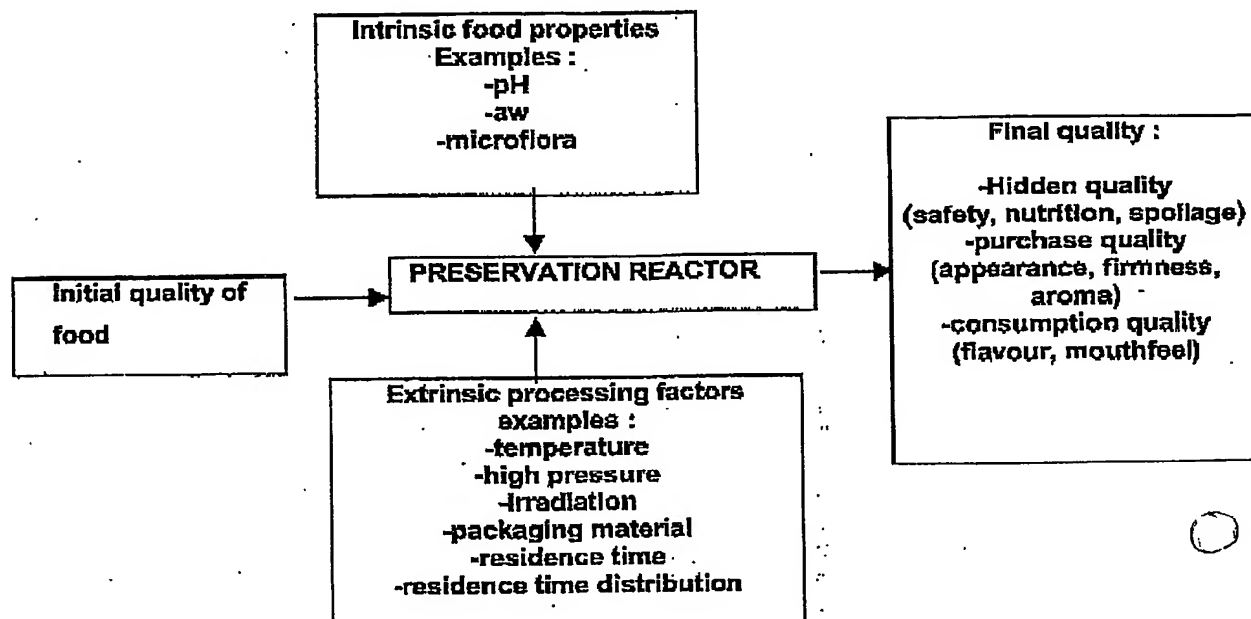 Intrinsic food properties
Examples :
-pH
-aw
-microflora
Initial quality of
food
PRESERVATION REACTOR
Extrinsic processing factors
examples :
-temperature
-high pressure
-irradiation
-packaging material
-residence time
-residence time distribution
Final quality :
-Hidden quality
(safety, nutrition, spoilage)
-purchase quality
(appearance, firmness,
aroma)
-consumption quality
(flavour, mouthfeel)